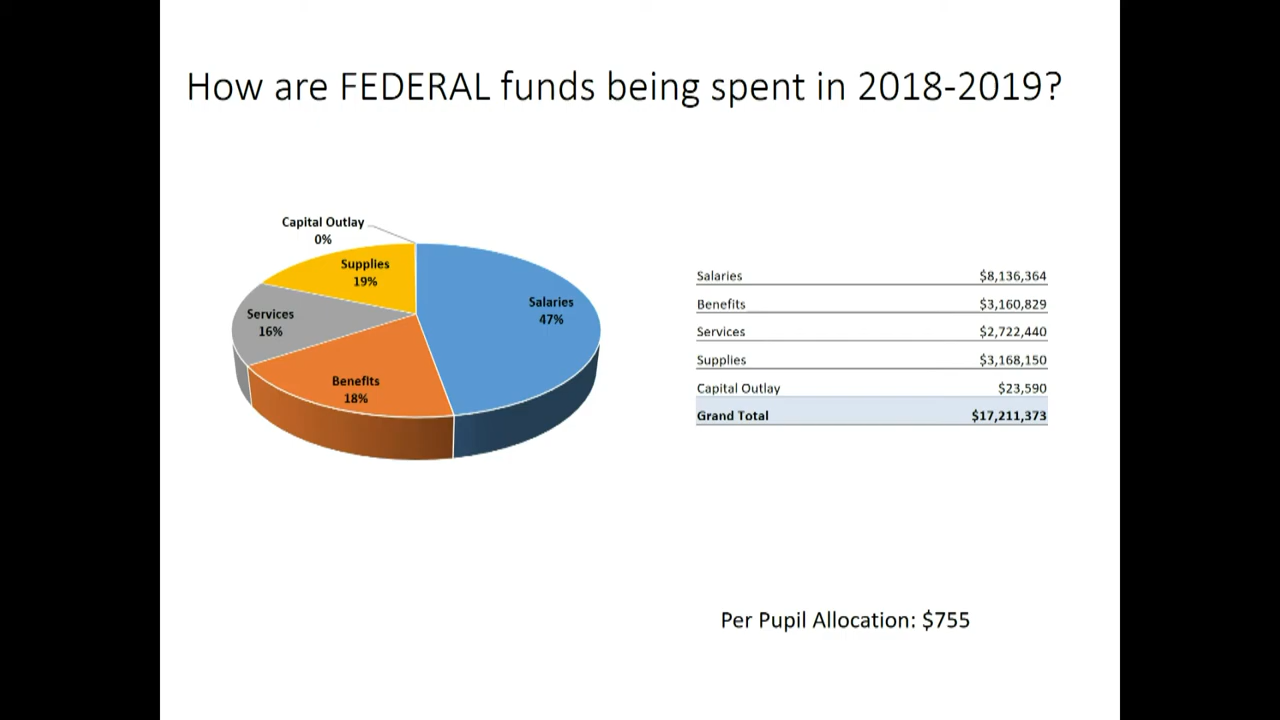 How are FEDERAL funds being spent in 2018-2019?
Capital Outlay
0%
Supplies
19%
Salaries
47%
Services
16%
Benefits
18%
Salaries $8,136,364
Benefits $3,160,829
Services $2,722,440
Supplies $3,168,150
Capital Outlay $23,590
Grand Total $17,211,373
Per Pupil Allocation: $755